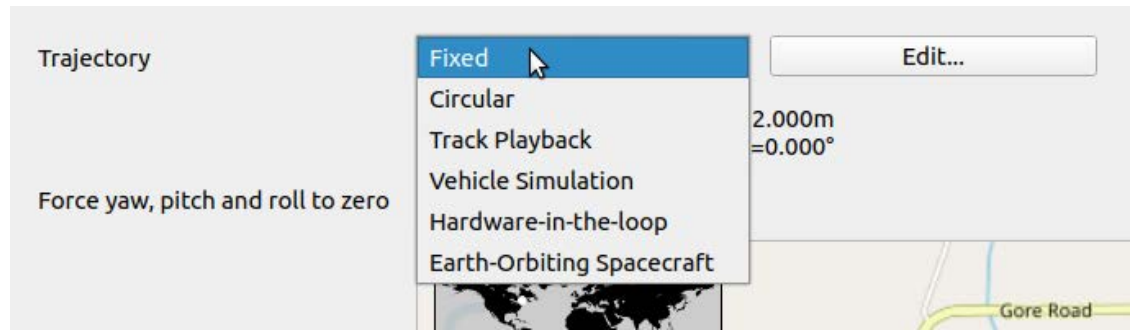 Trajectory
Fixed
Edit...
Circular
2.000m
Track Playback
=0.000°
Vehicle Simulation
Force yaw, pitch and roll to zero
Hardware-in-the-loop
Earth-Orbiting Spacecraft
Gore Road